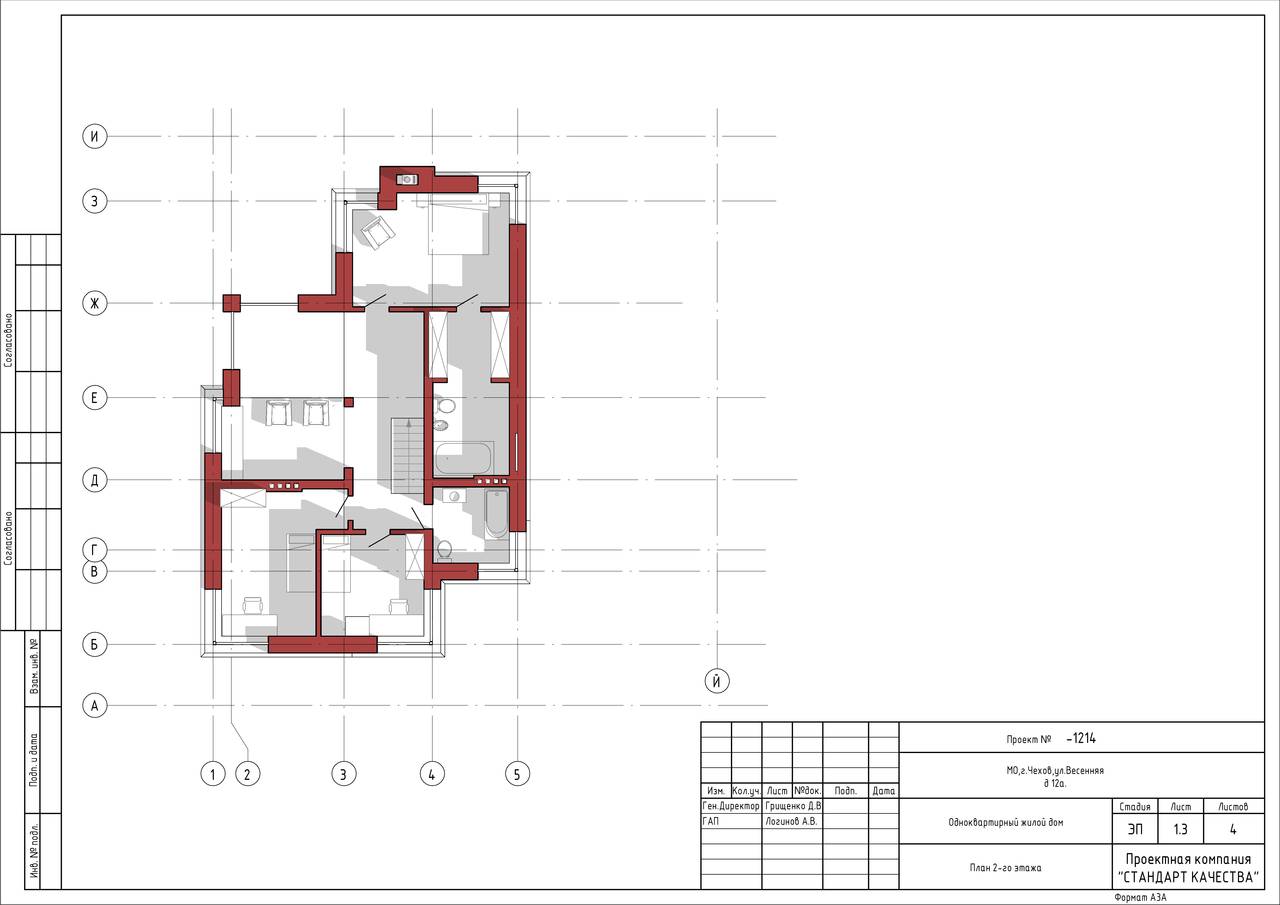 И
З
Ж
Е
Д
Г
В
Б
А
1
2
3
4
5
Й
Согласовано
Согласовано
Взам. инв. №
Подп. и дата
Инв. № подл.
Проект № -1214
МО,г.Чехов,ул.Весенняя
д 12а.
Изм. Кол.уч. Лист №док. Подп. Дата
Ген.Директор Грищенко Д.В
ГАП Логинов А.В.
Одноквартирный жилой дом
Стадия Лист Листов
ЭП 1.3 4
План 2-го этажа
Проектная компания
"СТАНДАРТ КАЧЕСТВА"
Формат А3А